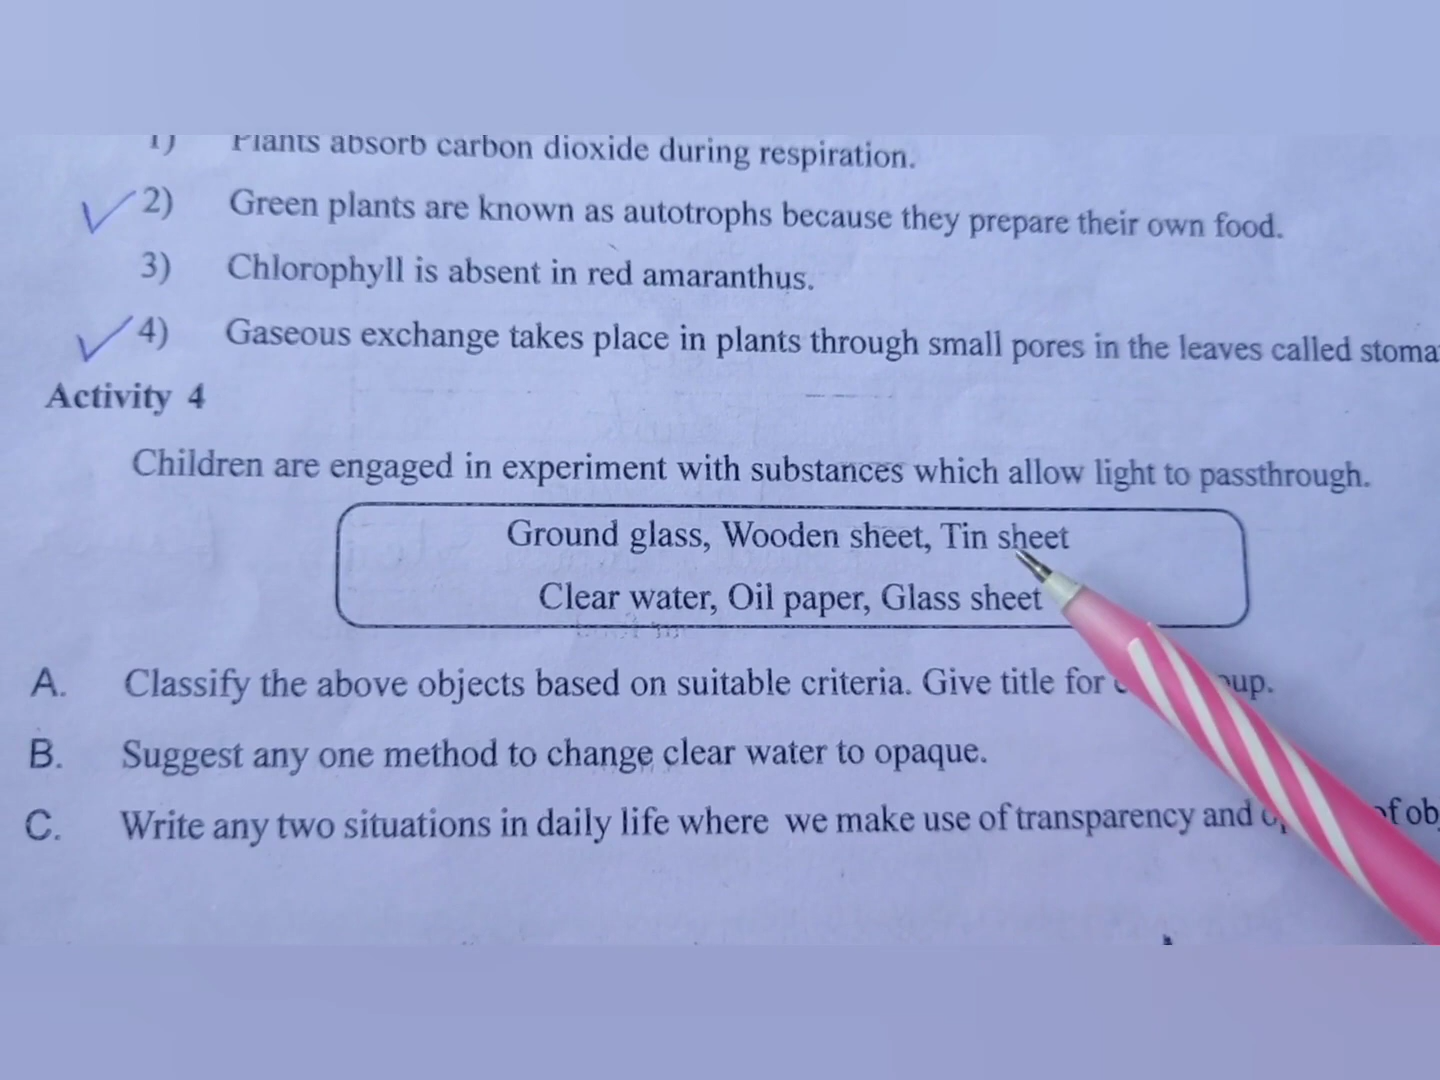 1) Plants absorb carbon dioxide during respiration.
2) Green plants are known as autotrophs because they prepare their own food.
3) Chlorophyll is absent in red amaranthus.
4) Gaseous exchange takes place in plants through small pores in the leaves called stoma
Activity 4
Children are engaged in experiment with substances which allow light to passthrough.
Ground glass, Wooden sheet, Tin sheet
Clear water, Oil paper, Glass sheet
A. Classify the above objects based on suitable criteria. Give title for
B. Suggest any one method to change clear water to opaque.
C. Write any two situations in daily life where we make use of transparency and of